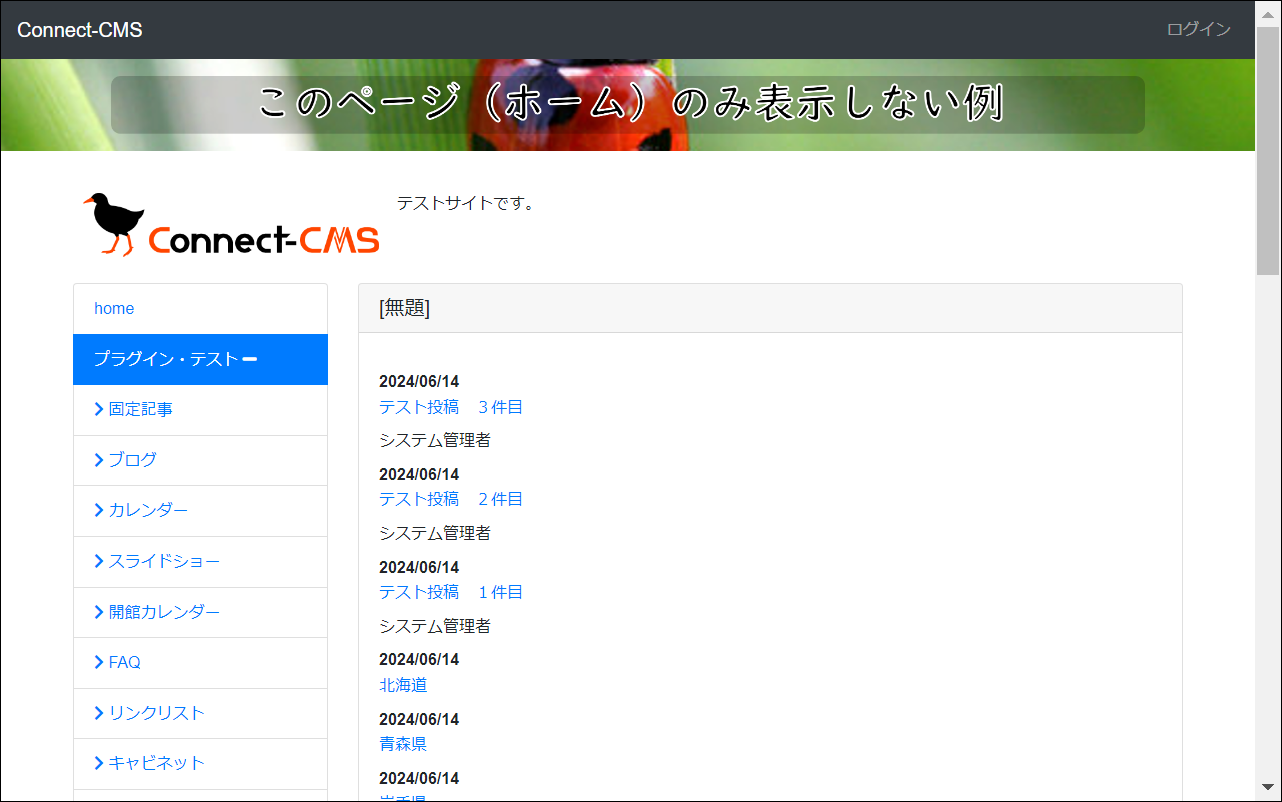 Connect-CMS
ログイン
このページ（ホーム）のみ表示しない例
Connect-CMS
テストサイトです。
home
プラグイン・テスト
固定記事
ブログ
カレンダー
スライドショー
開館カレンダー
FAQ
リンクリスト
キャビネット
[無題]
2024/06/14
テスト投稿　３件目
システム管理者
2024/06/14
テスト投稿　２件目
システム管理者
2024/06/14
テスト投稿　１件目
システム管理者
2024/06/14
北海道
2024/06/14
青森県
2024/06/14